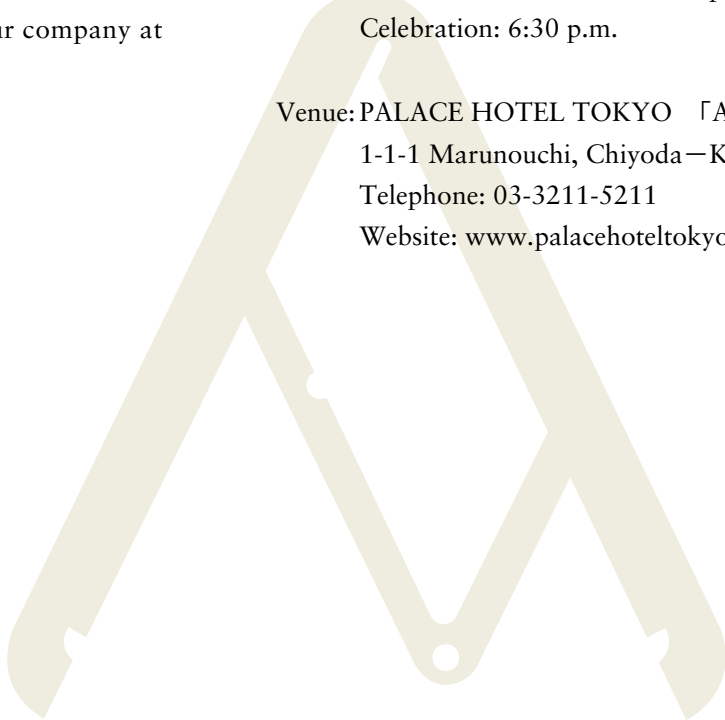 ur company at
Celebration: 6:30 p.m.
Venue: PALACE HOTEL TOKYO 「A
1-1-1 Marunouchi, Chiyoda－K
Telephone: 03-3211-5211
Website: www.palacehoteltokyo